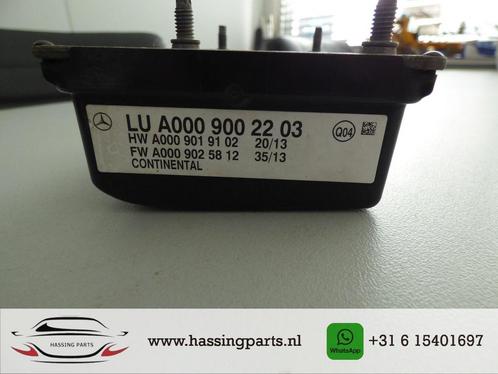 LU A000 900 22 03
HW A000 901 91 02 20/13
FW A000 902 58 12 35/13
CONTINENTAL
Q04
HASSING PARTS
www.hassingparts.nl
WhatsApp
+31 6 15401697